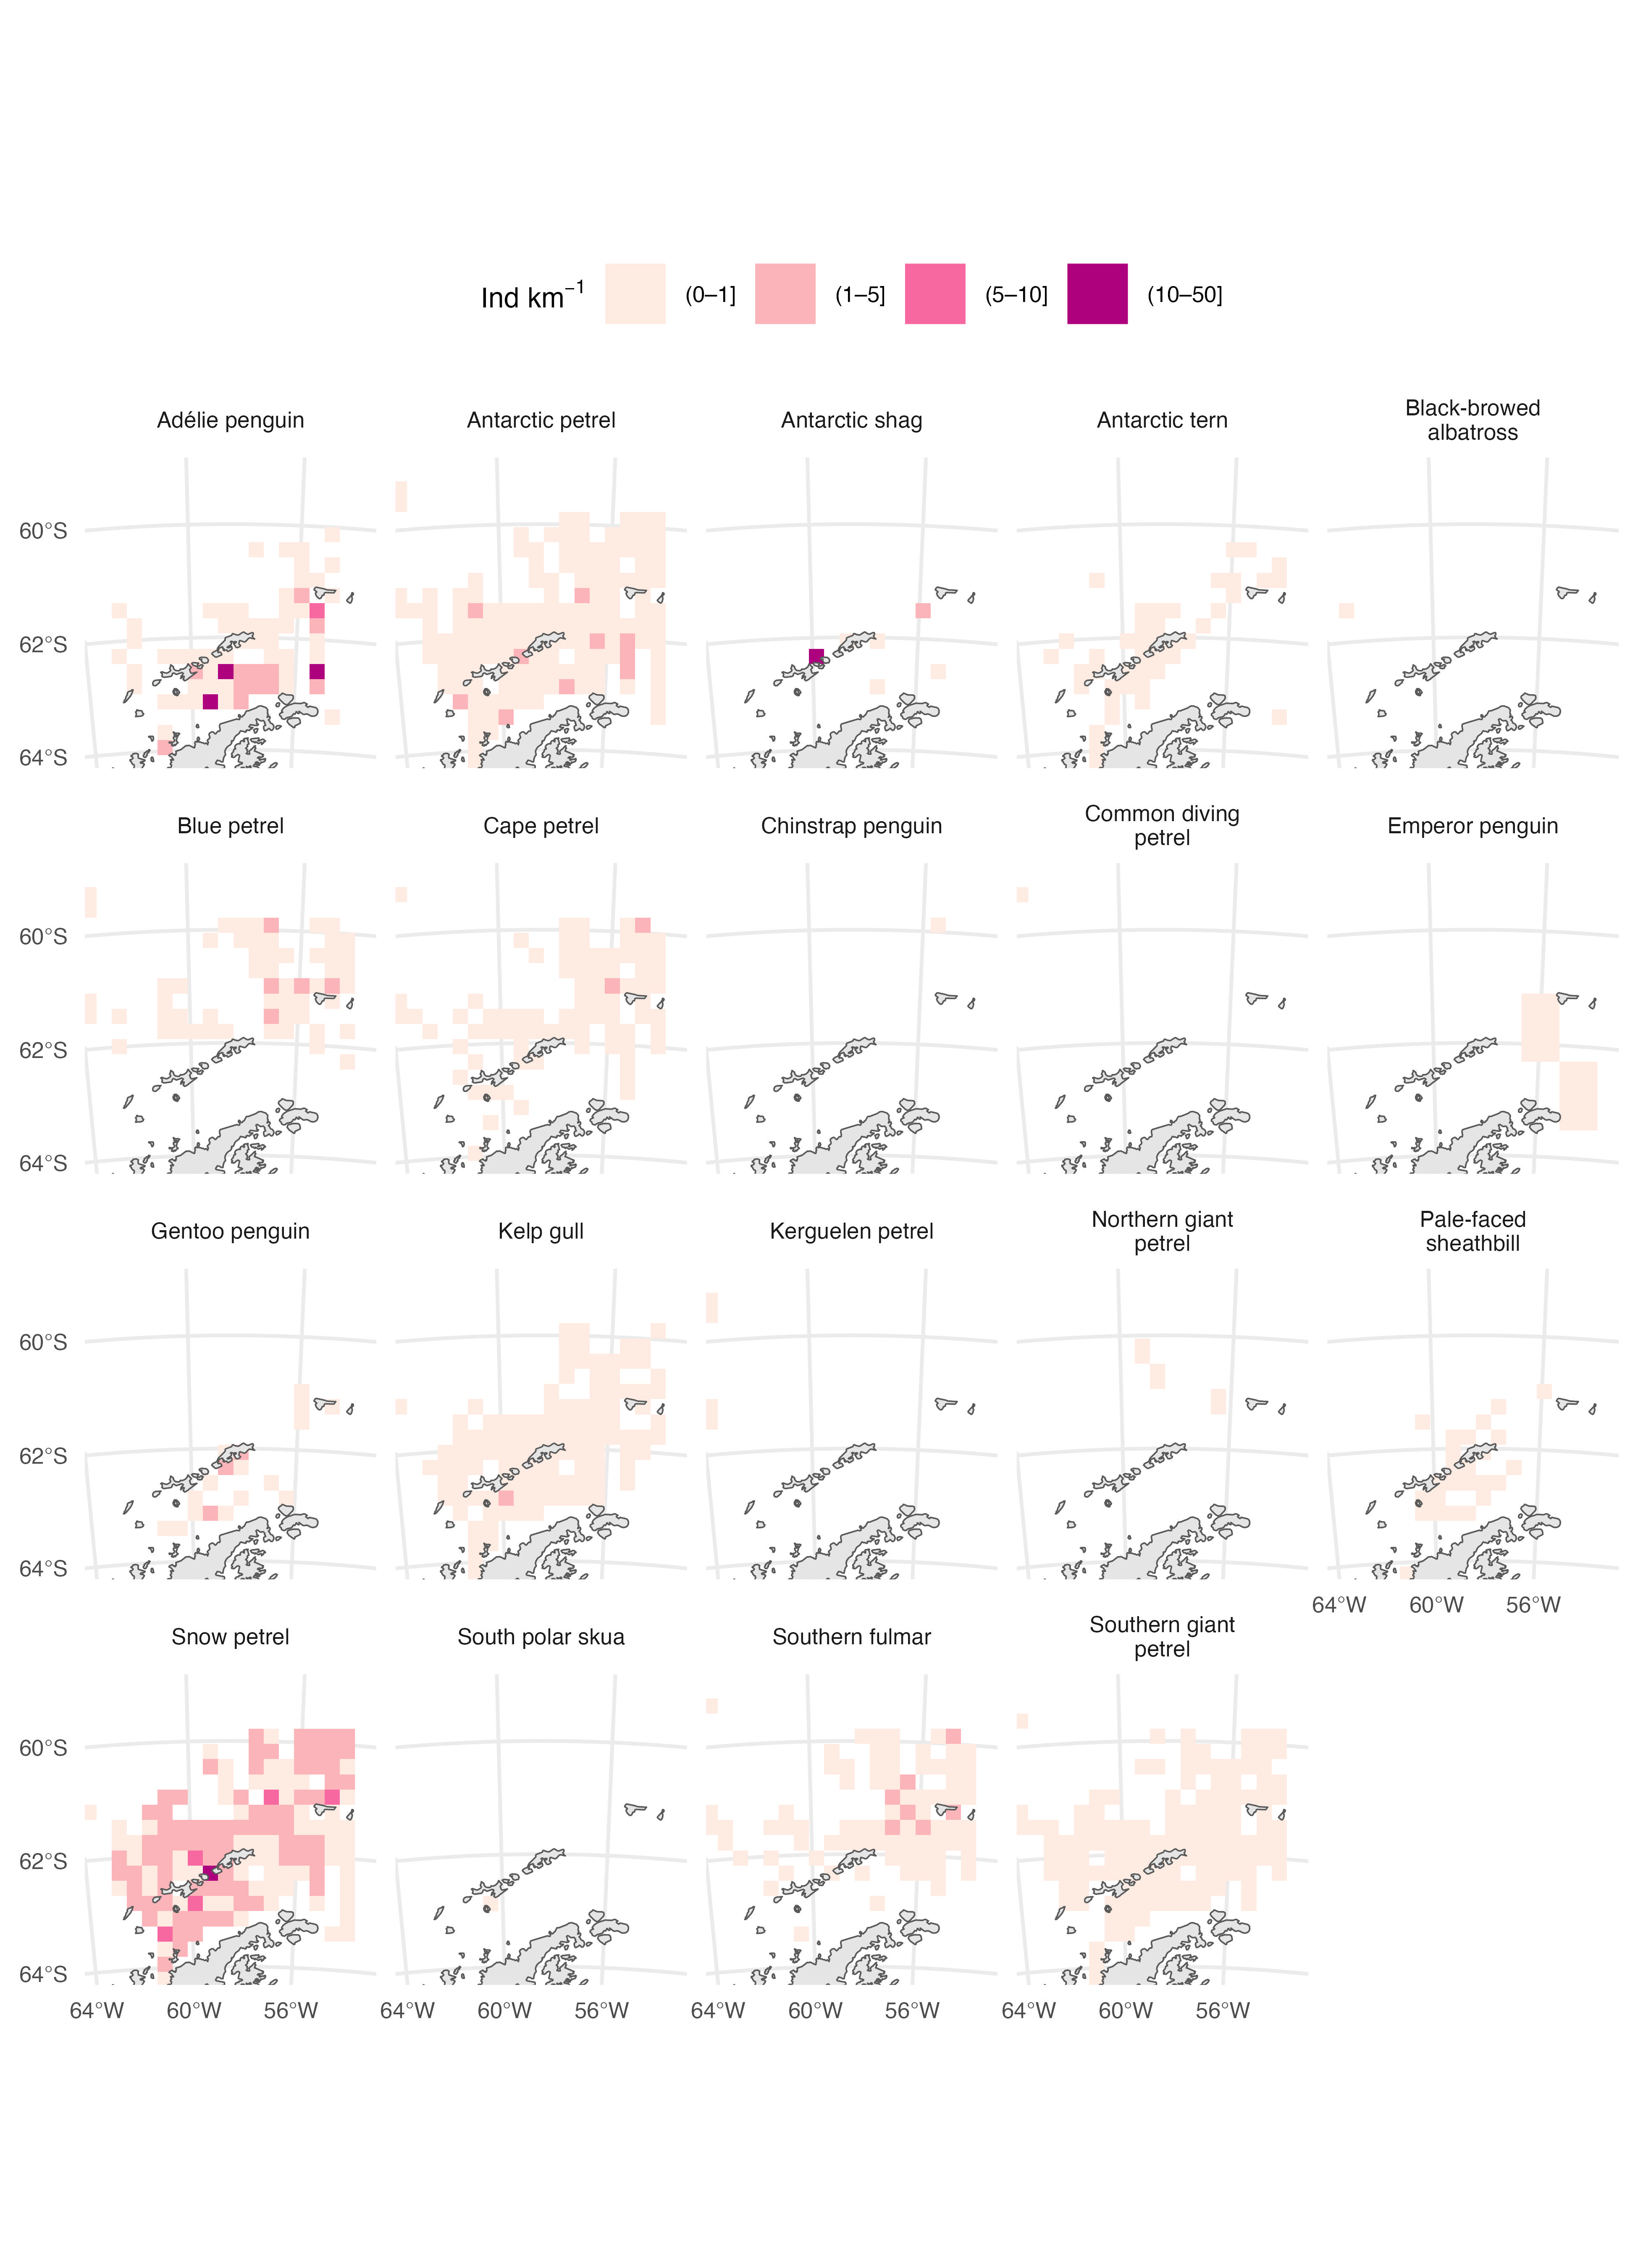 Ind km−1 (0–1] (1–5] (5–10] (10–50]
Adélie penguin
Antarctic petrel
Antarctic shag
Antarctic tern
Black-browed
albatross
60°S
62°S
64°S
Blue petrel
Cape petrel
Chinstrap penguin
Common diving
petrel
Emperor penguin
60°S
62°S
64°S
Gentoo penguin
Kelp gull
Kerguelen petrel
Northern giant
petrel
Pale-faced
sheathbill
60°S
62°S
64°S
64°W 60°W 56°W
Snow petrel
South polar skua
Southern fulmar
Southern giant
petrel
60°S
62°S
64°S
64°W 60°W 56°W 64°W 60°W 56°W 64°W 60°W 56°W 64°W 60°W 56°W